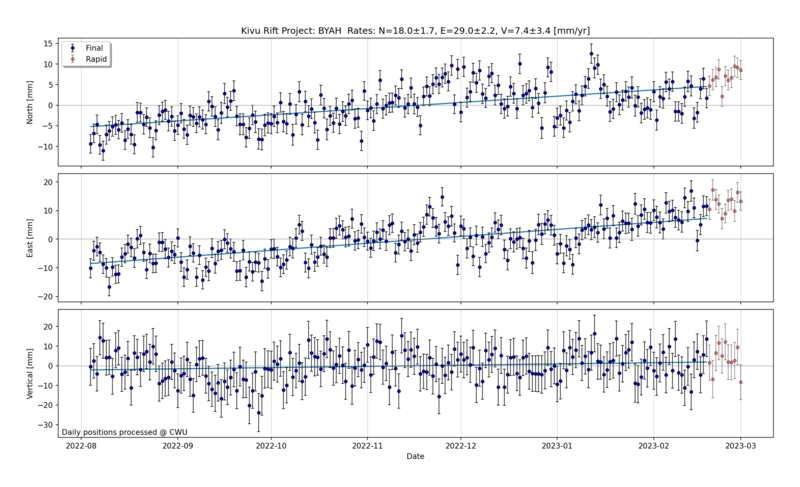 Kivu Rift Project: BYAH  Rates: N=18.0±1.7, E=29.0±2.2, V=7.4±3.4 [mm/yr]
Final
Rapid
North [mm]
15
10
5
0
−5
−10
East [mm]
20
10
0
−10
−20
Vertical [mm]
20
10
0
−10
−20
−30
Daily positions processed @ CWU
2022-08 2022-09 2022-10 2022-11 2022-12 2023-01 2023-02 2023-03
Date